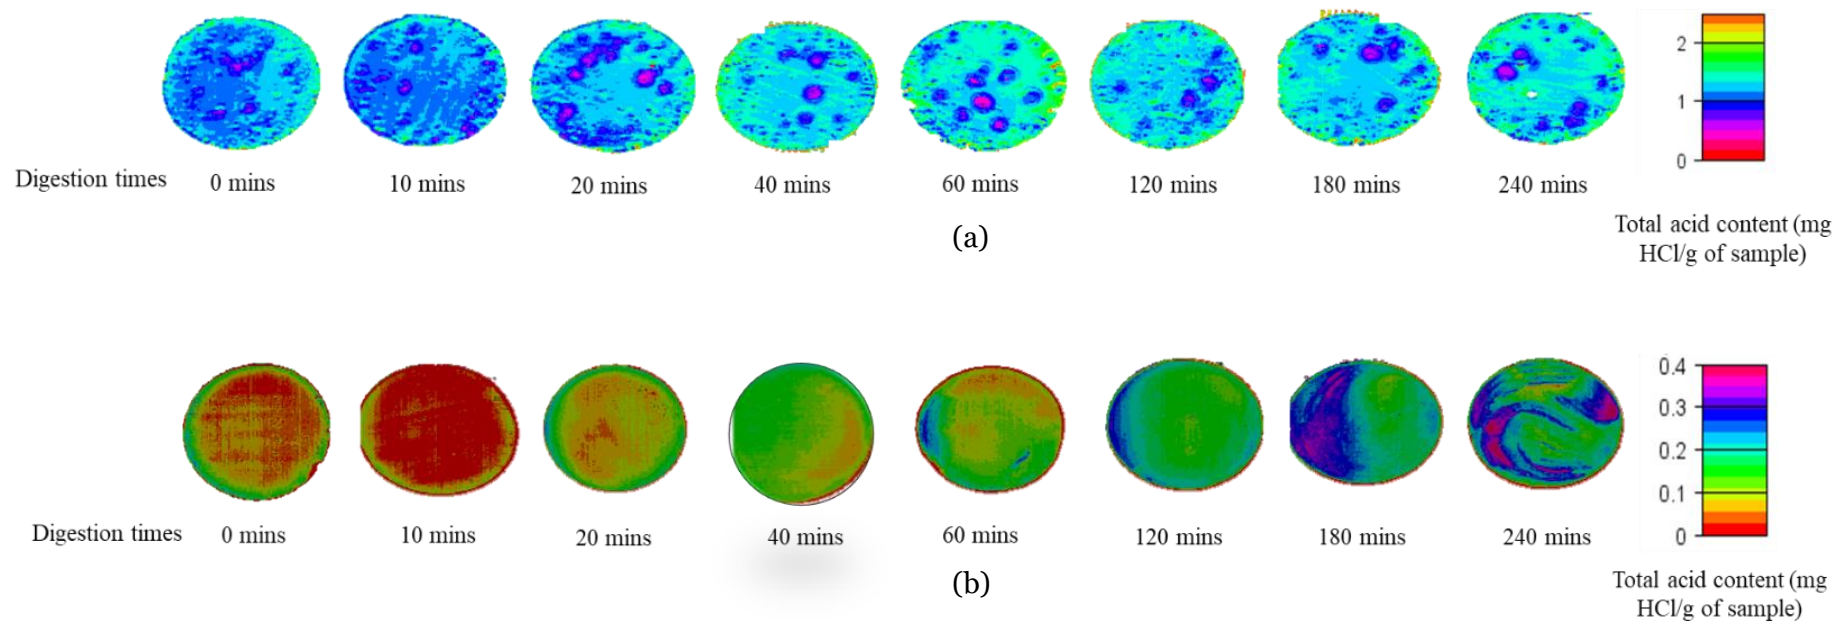 2
1
0
Digestion times 0 mins 10 mins 20 mins 40 mins 60 mins 120 mins 180 mins 240 mins
Total acid content (mg
HCl/g of sample)
(a)
0.4
0.3
0.2
0.1
0
Digestion times 0 mins 10 mins 20 mins 40 mins 60 mins 120 mins 180 mins 240 mins
Total acid content (mg
HCl/g of sample)
(b)